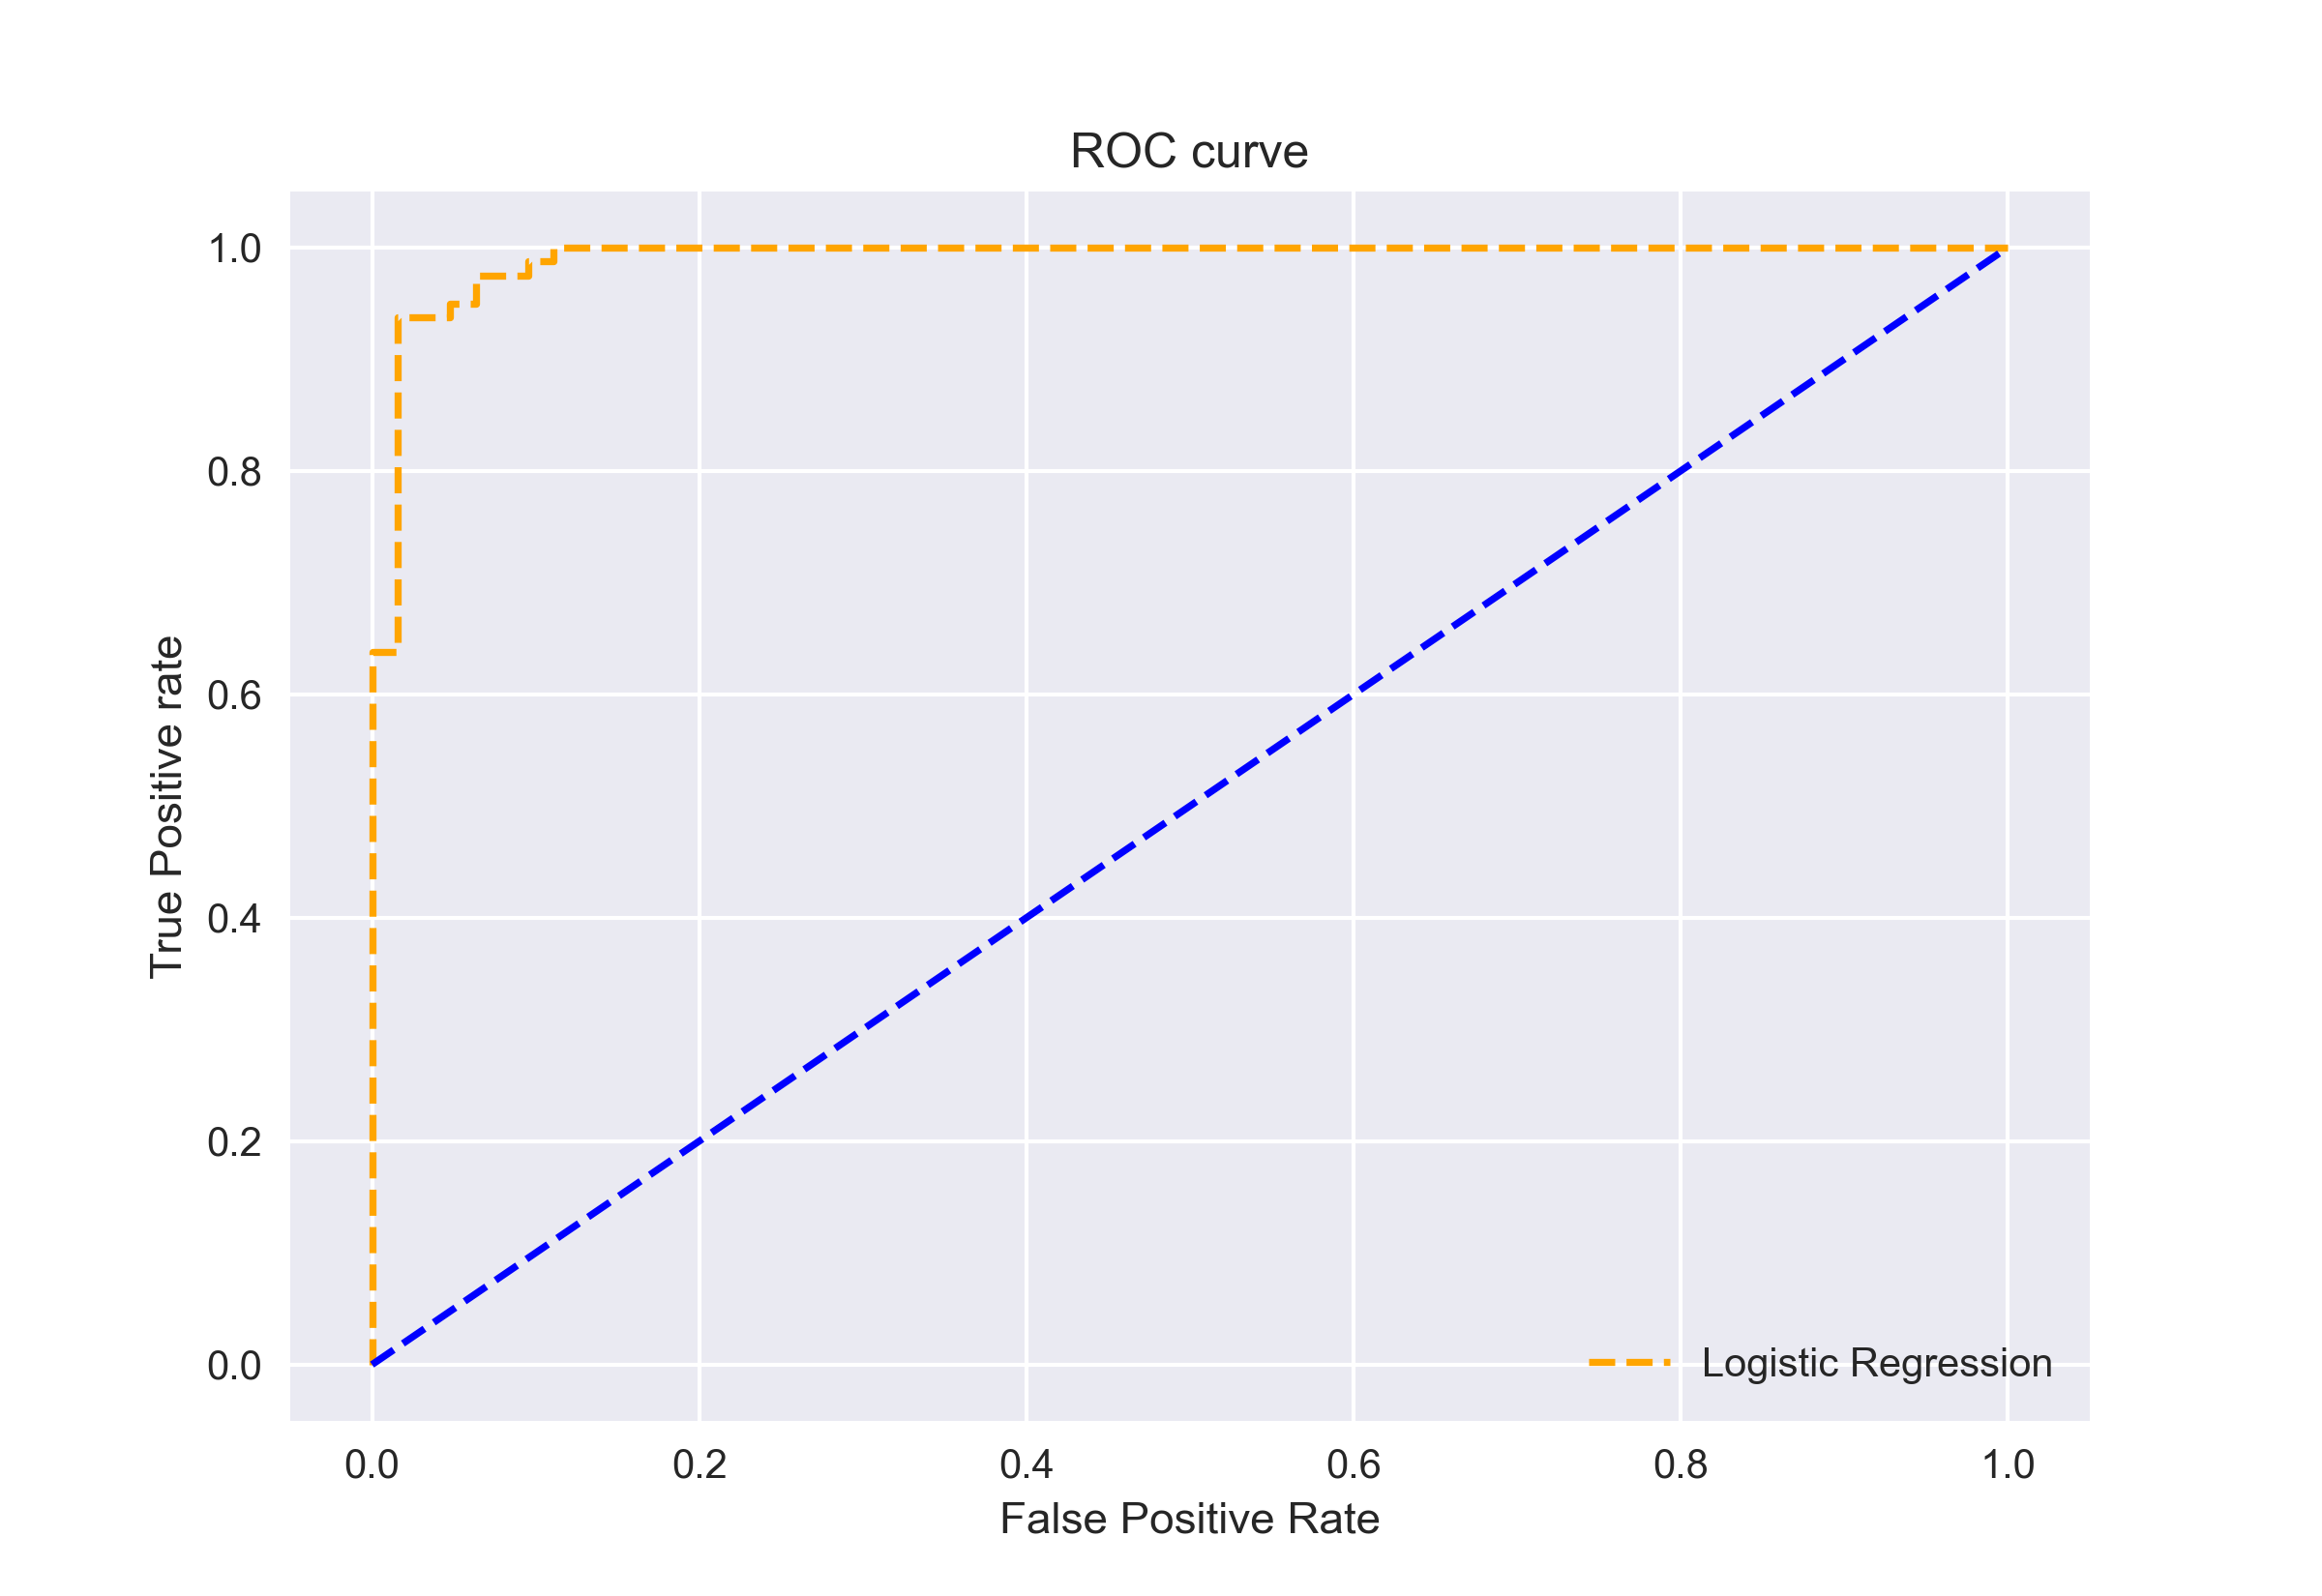 ROC curve
1.0
0.8
0.6
0.4
0.2
0.0
True Positive rate
Logistic Regression
0.0 0.2 0.4 0.6 0.8 1.0
False Positive Rate